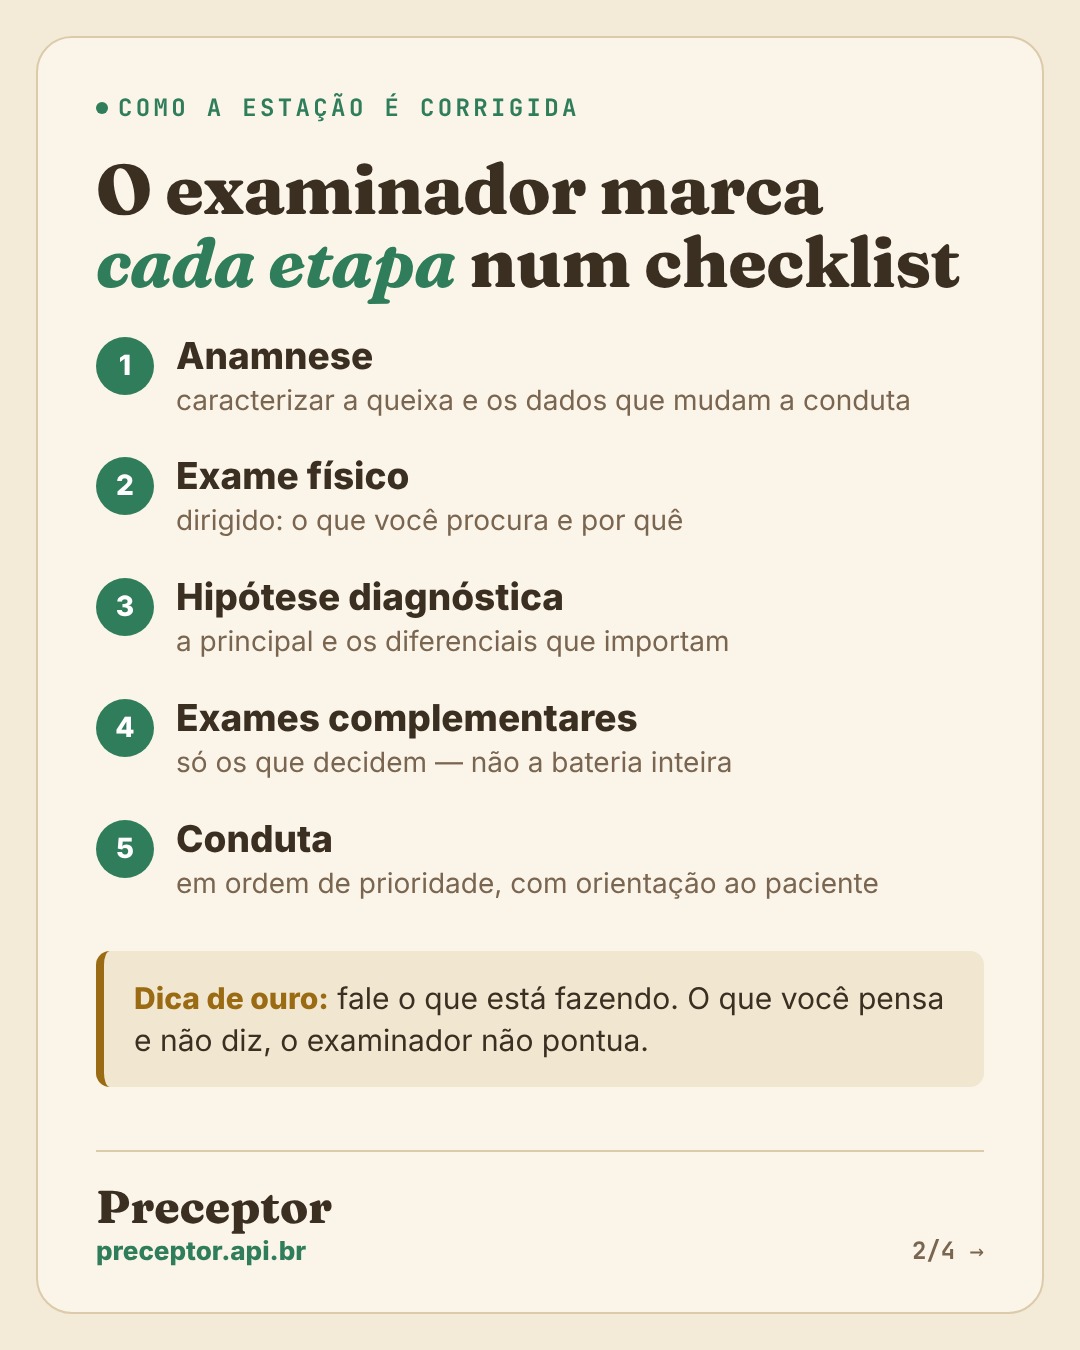 COMO A ESTAÇÃO É CORRIGIDA
O examinador marca
cada etapa num checklist
1
Anamnese
caracterizar a queixa e os dados que mudam a conduta
2
Exame físico
dirigido: o que você procura e por quê
3
Hipótese diagnóstica
a principal e os diferenciais que importam
4
Exames complementares
só os que decidem — não a bateria inteira
5
Conduta
em ordem de prioridade, com orientação ao paciente
Dica de ouro: fale o que está fazendo. O que você pensa
e não diz, o examinador não pontua.
Preceptor
preceptor.api.br
2/4 →